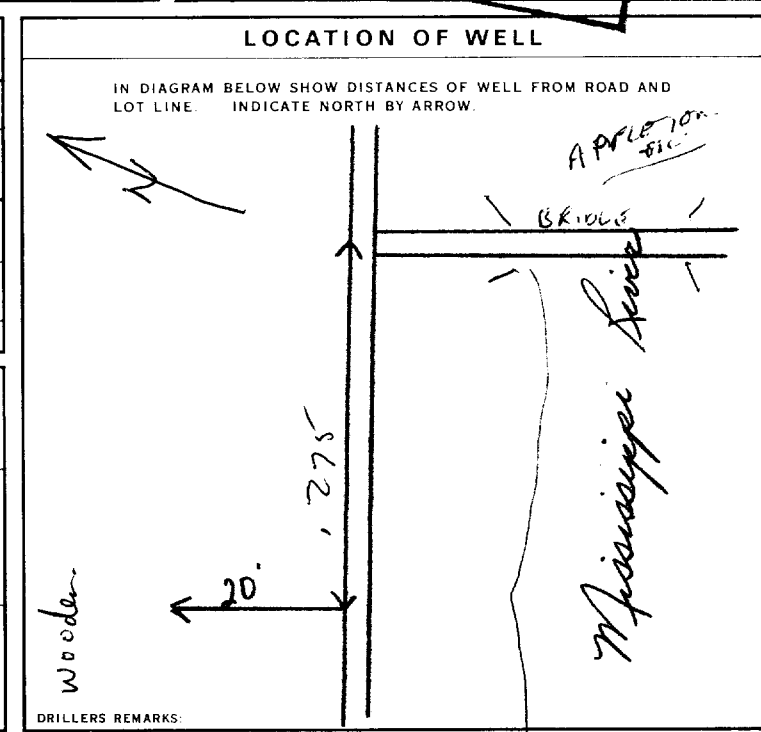 LOCATION OF WELL
IN DIAGRAM BELOW SHOW DISTANCES OF WELL FROM ROAD AND
LOT LINE. INDICATE NORTH BY ARROW.
N
APPLETON
BRIDGE
Mississippi River
.275
20'
Wooden
DRILLERS REMARKS: